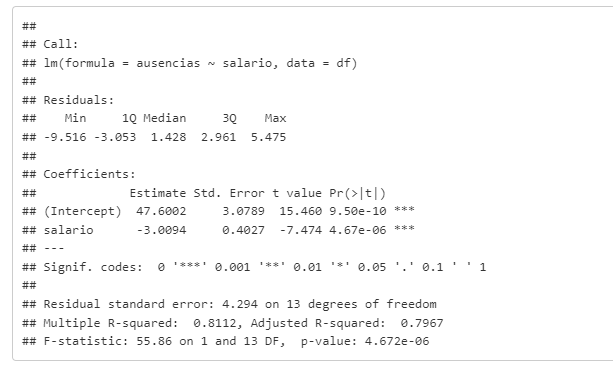 ##
## Call:
## lm(formula = ausencias ~ salario, data = df)
##
## Residuals:
##    Min     1Q Median     3Q    Max
## -9.516 -3.053  1.428  2.961  5.475
##
## Coefficients:
##             Estimate Std. Error t value Pr(>|t|)
## (Intercept)  47.6002     3.0789  15.460 9.50e-10 ***
## salario      -3.0094     0.4027  -7.474 4.67e-06 ***
## ---
## Signif. codes:  0 '***' 0.001 '**' 0.01 '*' 0.05 '.' 0.1 ' ' 1
##
## Residual standard error: 4.294 on 13 degrees of freedom
## Multiple R-squared:  0.8112, Adjusted R-squared:  0.7967
## F-statistic: 55.86 on 1 and 13 DF,  p-value: 4.672e-06